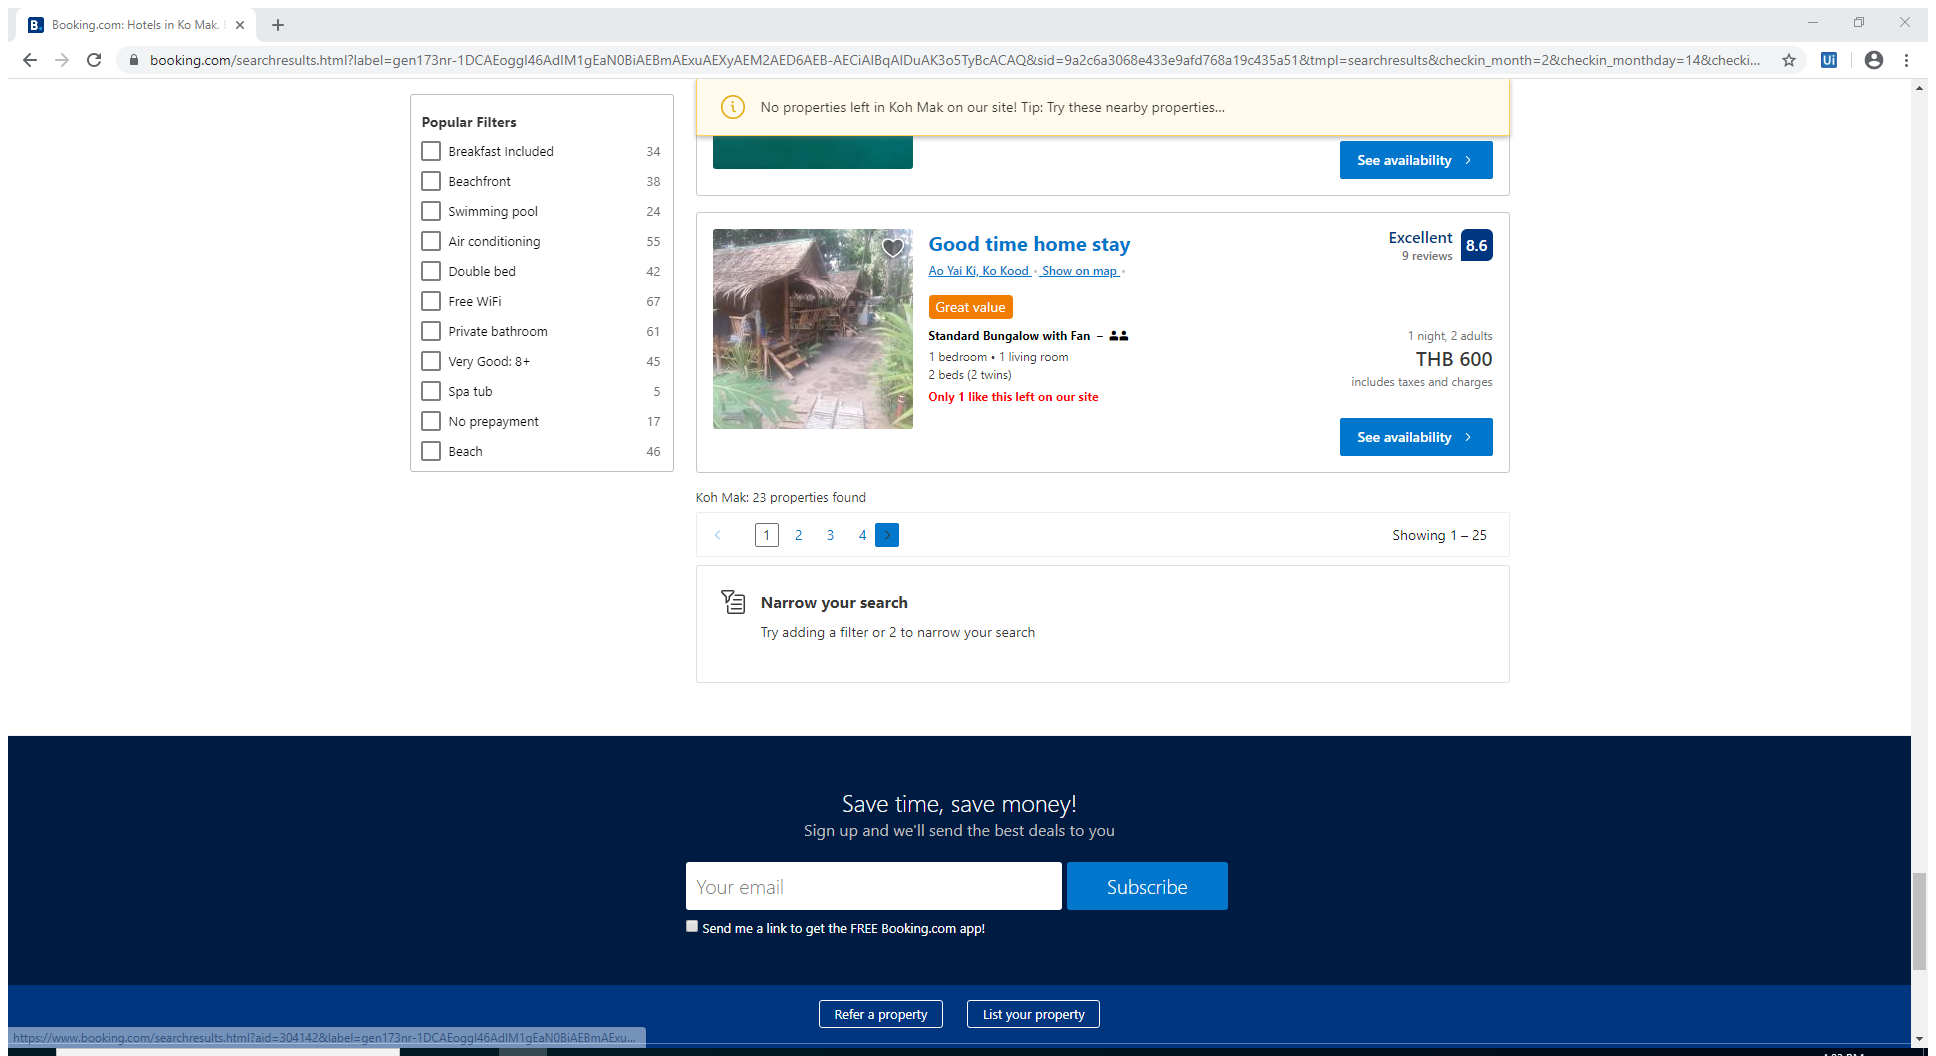 Booking.com: Hotels in Ko Mak.
booking.com/searchresults.html?label=gen173nr-1DCAEoggI46AdIM1gEaN0BiAEBmAExuAEXyAEM2AED6AEB-AECiAIBqAIDuAK3o5TyBcACAQ&sid=9a2c6a3068e433e9afd768a19c435a51&tmpl=searchresults&checkin_month=2&checkin_monthday=14&checki...
Popular Filters
Breakfast Included 34
Beachfront 38
Swimming pool 24
Air conditioning 55
Double bed 42
Free WiFi 67
Private bathroom 61
Very Good: 8+ 45
Spa tub 5
No prepayment 17
Beach 46
No properties left in Koh Mak on our site! Tip: Try these nearby properties...
See availability
Good time home stay
Ao Yai Ki, Ko Kood • Show on map •
Great value
Standard Bungalow with Fan –
1 bedroom • 1 living room
2 beds (2 twins)
Only 1 like this left on our site
Excellent 8.6
9 reviews
1 night, 2 adults
THB 600
includes taxes and charges
See availability
Koh Mak: 23 properties found
1 2 3 4
Showing 1 – 25
Narrow your search
Try adding a filter or 2 to narrow your search
Save time, save money!
Sign up and we'll send the best deals to you
Your email
Subscribe
Send me a link to get the FREE Booking.com app!
Refer a property
List your property
https://www.booking.com/searchresults.html?aid=304142&label=gen173nr-1DCAEoggI46AdIM1gEaN0BiAEBmAExu...